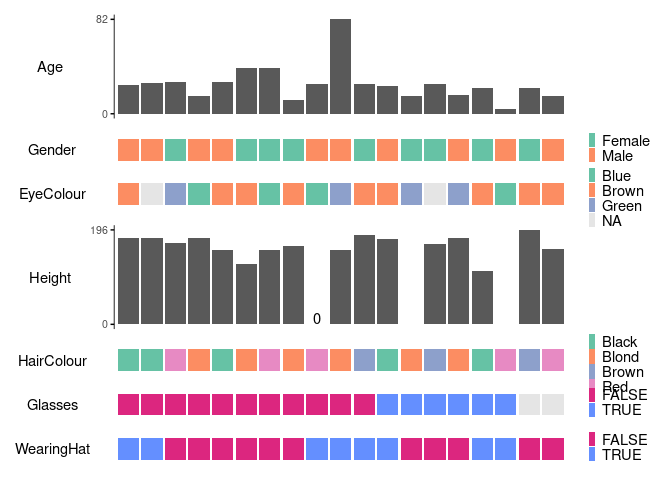 82
Age
0
Gender
Female
Male
EyeColour
Blue
Brown
Green
NA
196
Height
0
0
HairColour
Black
Blond
Brown
Red
Glasses
FALSE
TRUE
WearingHat
FALSE
TRUE